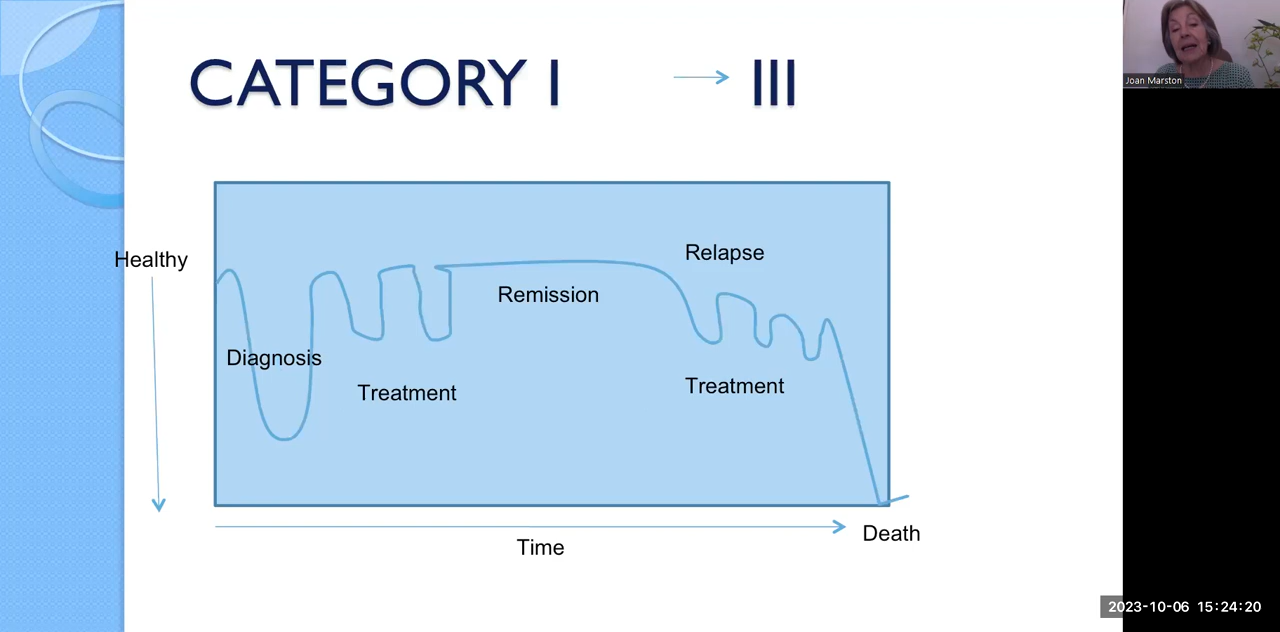 CATEGORY I III
Joan Marston
Healthy
Relapse
Remission
Diagnosis
Treatment
Treatment
Time
Death
2023-10-06 15:24:20